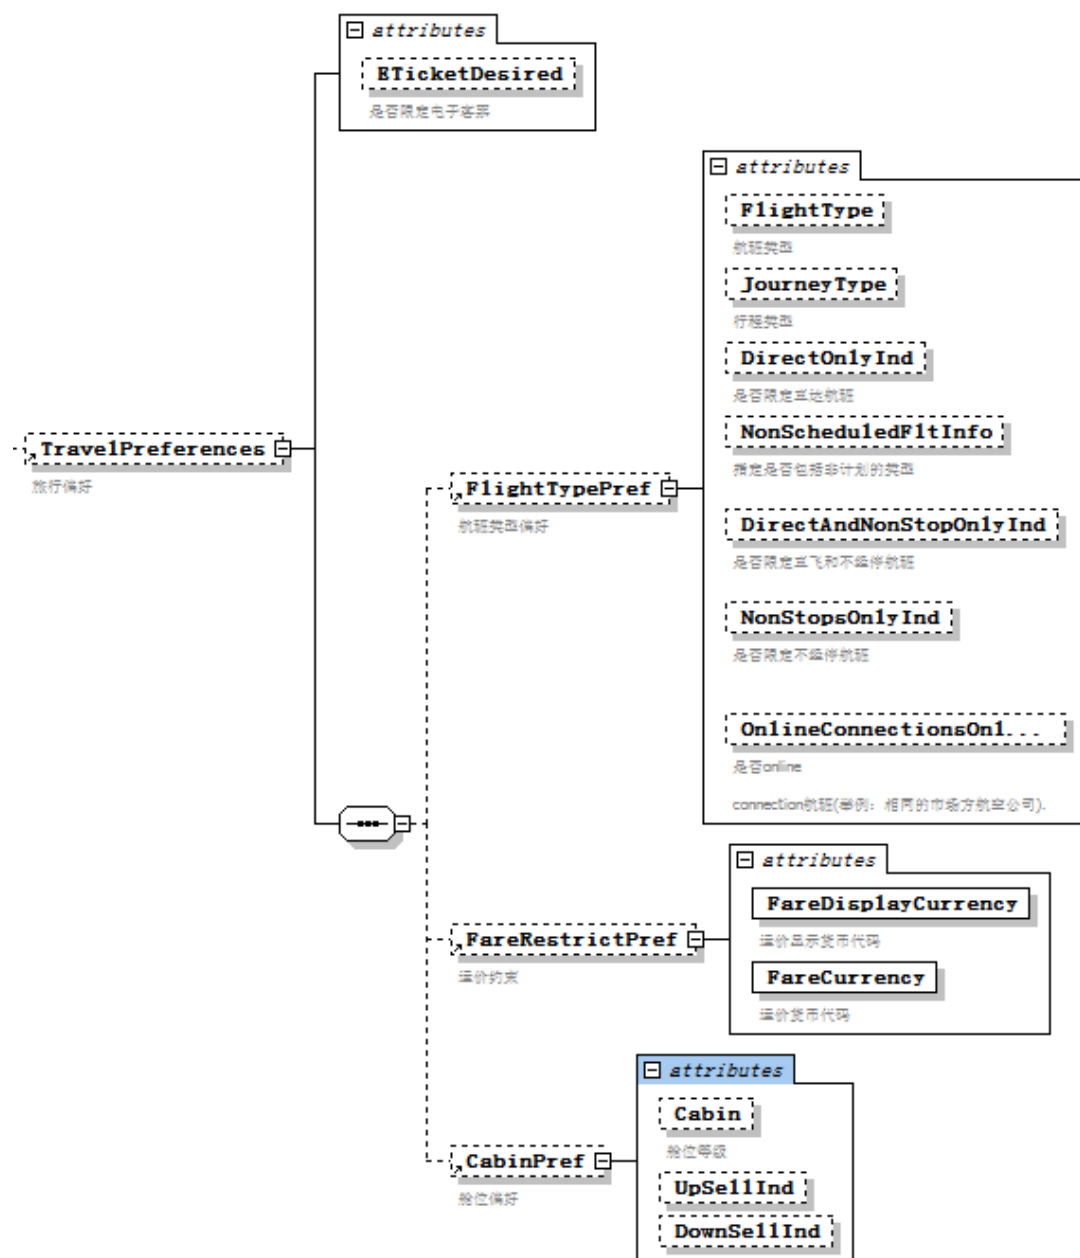 attributes
ETicketDesired
是否限定电子客票
attributes
FlightType
航班类型
JourneyType
行程类型
DirectOnlyInd
是否限定直达航班
NonScheduledFltInfo
指定是否包括非计划的类型
TravelPreferences
旅行偏好
FlightTypePref
航班类型偏好
DirectAndNonStopOnlyInd
是否限定直飞和不经停航班
NonStopsOnlyInd
是否限定不经停航班
OnlineConnectionsOnl...
是否online
connection航班(举例：相同的市场方航空公司).
attributes
FareDisplayCurrency
运价显示货币代码
FareRestrictPref
运价约束
FareCurrency
运价货币代码
attributes
Cabin
舱位等级
CabinPref
舱位偏好
UpSellInd
DownSellInd